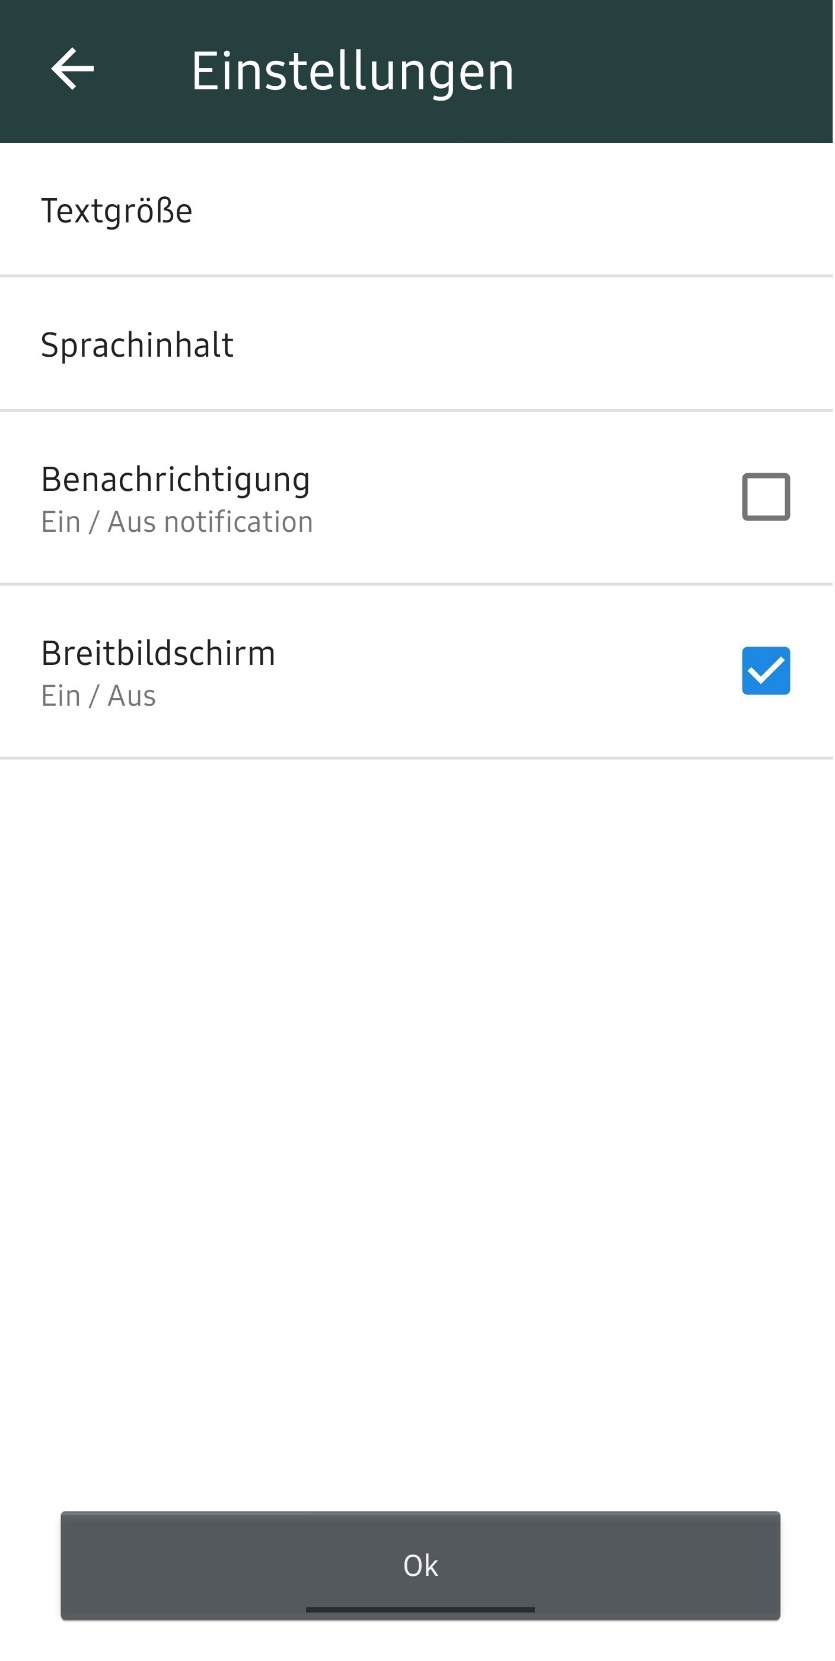 Einstellungen
Textgröße
Sprachinhalt
Benachrichtigung
Ein / Aus notification
Breitbildschirm
Ein / Aus
Ok